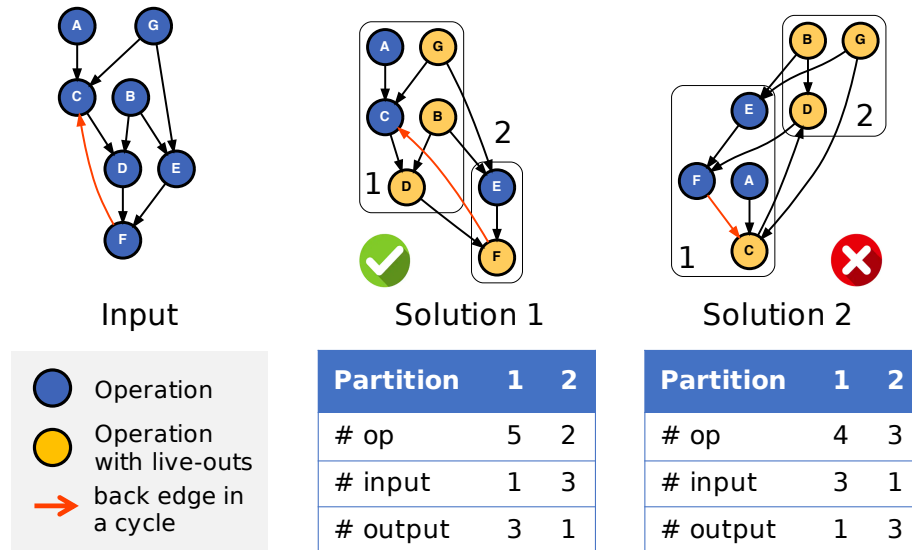 A G
C B
D E
F
Input
A G
C B
2
1 D E
F
Solution 1
B G
E D
2
F A
1 C
Solution 2
Operation
Operation
with live-outs
back edge in
a cycle
Partition 1 2
# op 5 2
# input 1 3
# output 3 1
Partition 1 2
# op 4 3
# input 3 1
# output 1 3